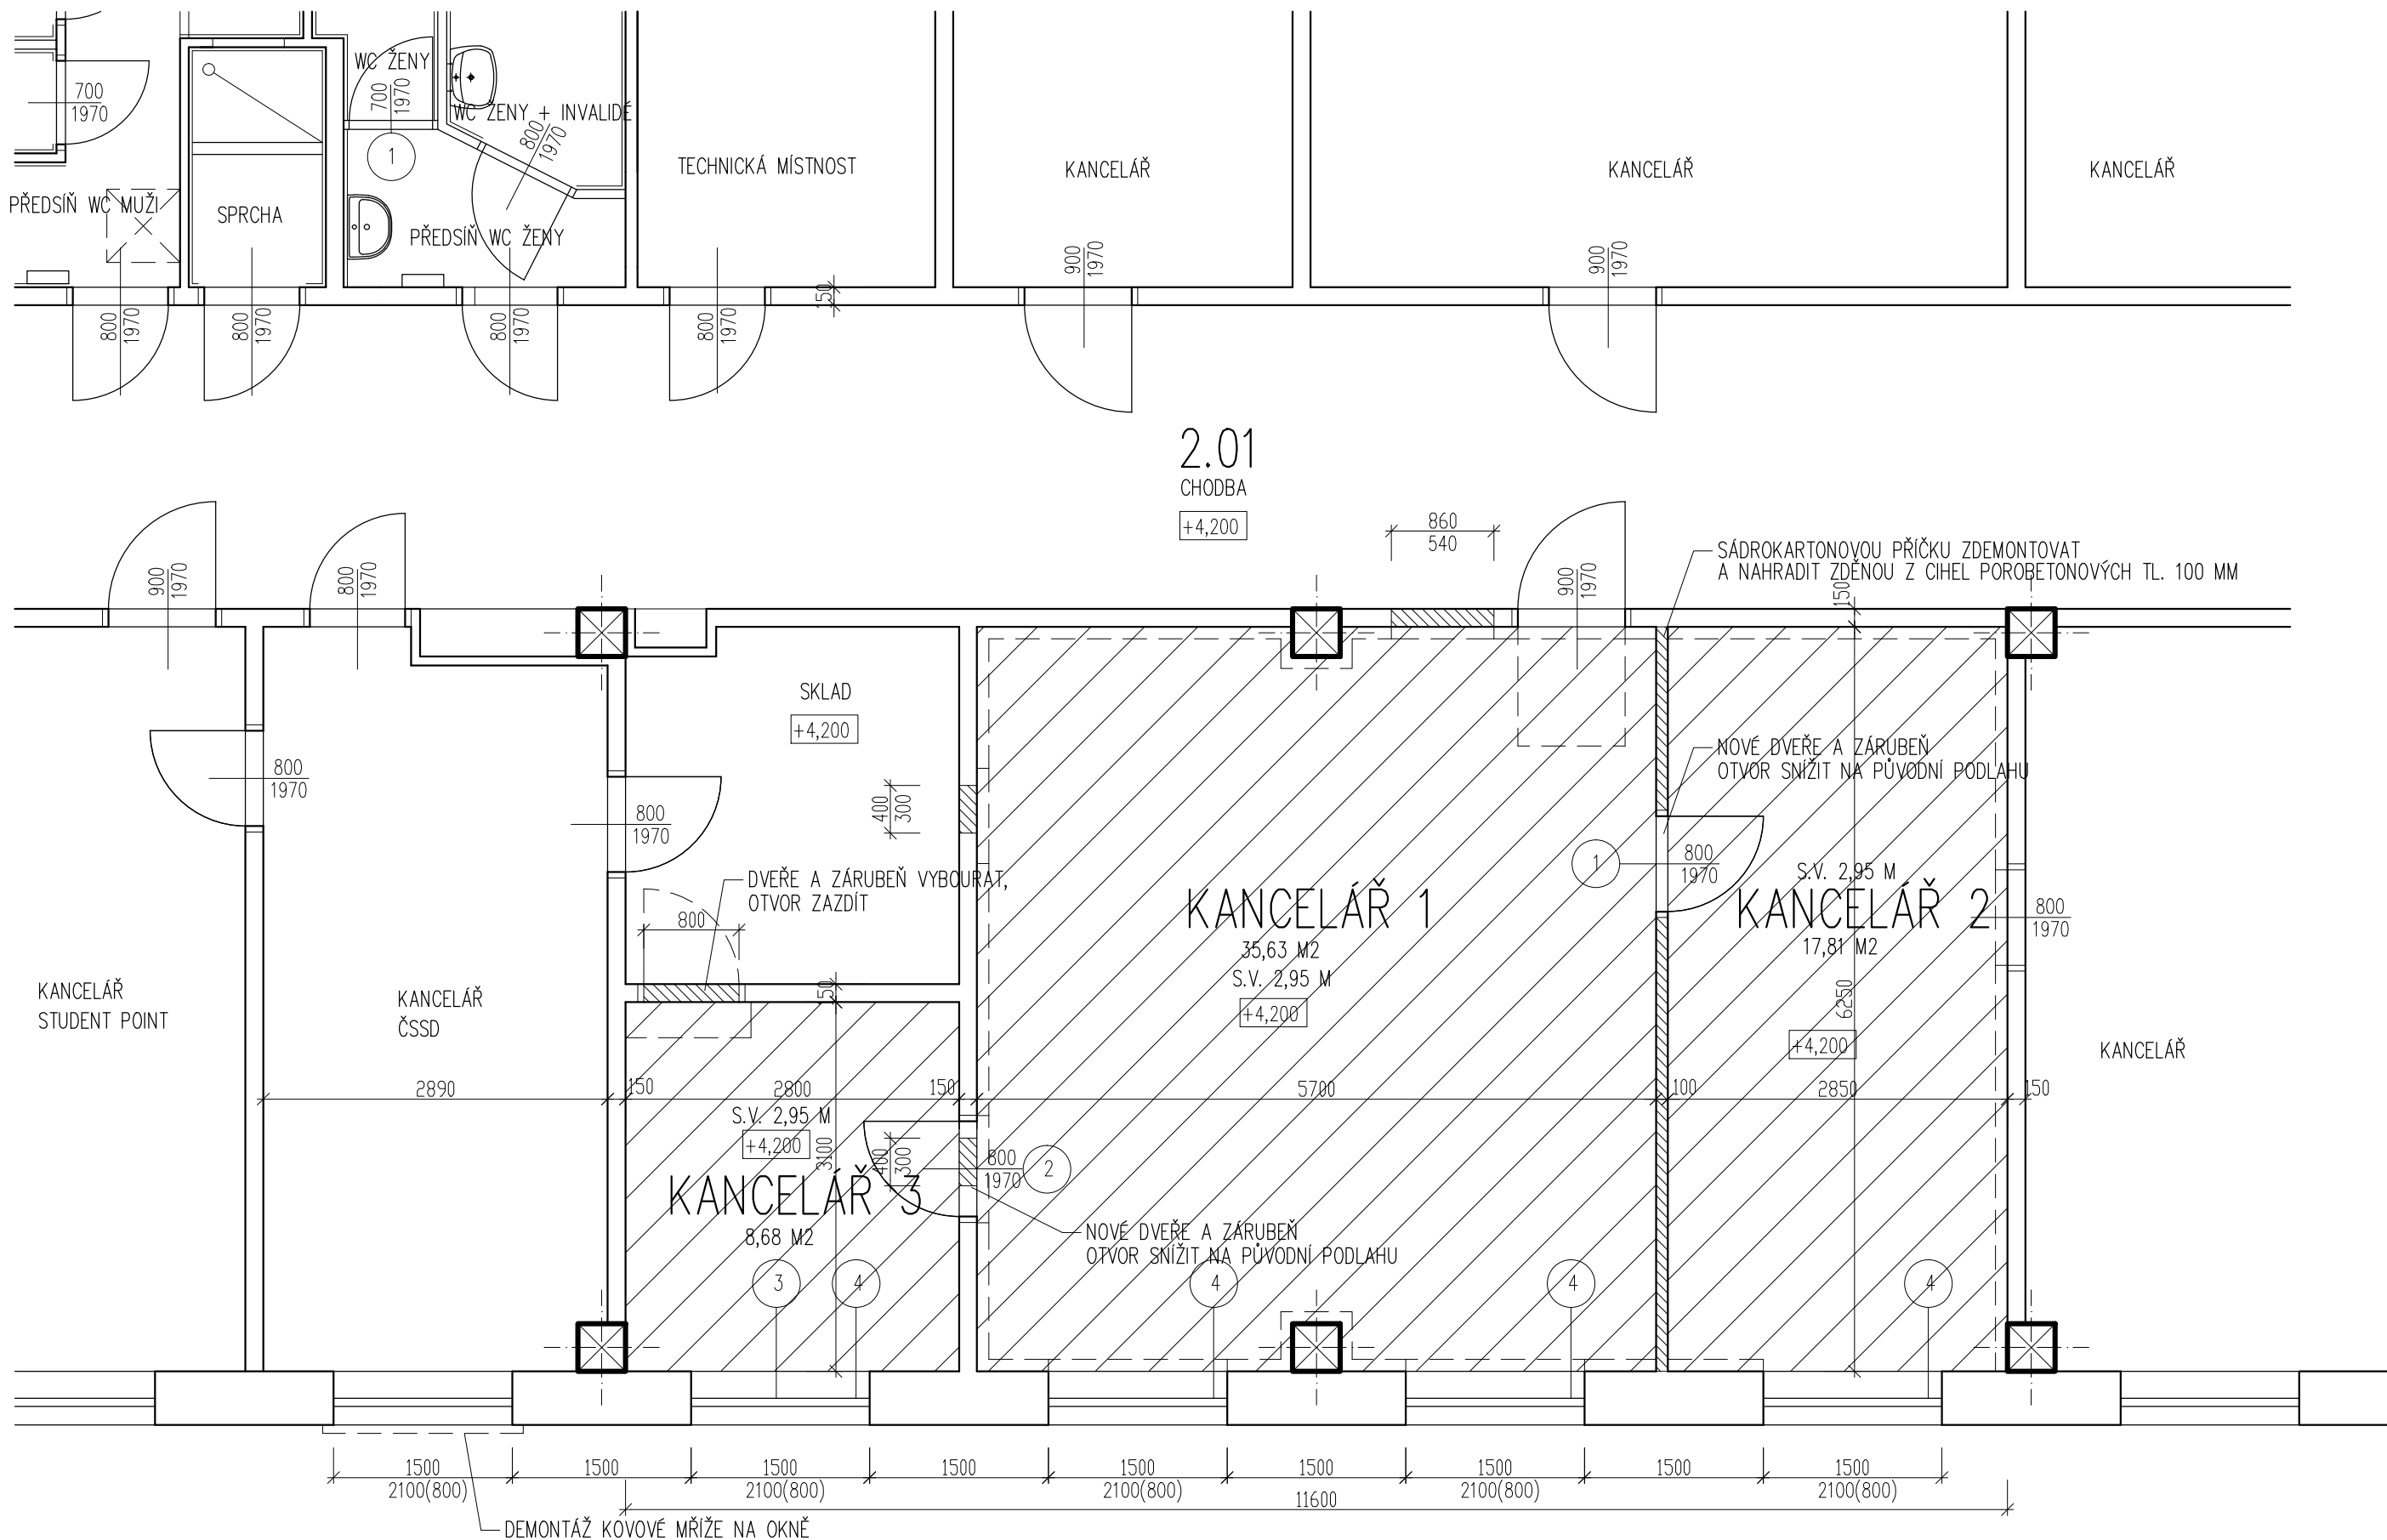 WC ŽENY
700
1970
700
1970
WC ŽENY + INVALIDÉ
800
1970
1
TECHNICKÁ MÍSTNOST
KANCELÁŘ
KANCELÁŘ
KANCELÁŘ
PŘEDSÍŇ WC MUŽI
SPRCHA
PŘEDSÍŇ WC ŽENY
900
1970
900
1970
150
800
1970
800
1970
800
1970
800
1970
2.01
CHODBA
+4,200
860
540
SÁDROKARTONOVOU PŘÍČKU ZDEMONTOVAT
A NAHRADIT ZDĚNOU Z CIHEL POROBETONOVÝCH TL. 100 MM
900
1970
800
1970
900
1970
150
SKLAD
+4,200
NOVÉ DVEŘE A ZÁRUBEŇ
OTVOR SNÍŽIT NA PŮVODNÍ PODLAHU
800
1970
400
300
800
1970
1
800
1970
DVEŘE A ZÁRUBEŇ VYBOURAT,
OTVOR ZAZDÍT
800
KANCELÁŘ 1
35,63 M2
S.V. 2,95 M
+4,200
S.V. 2,95 M
KANCELÁŘ 2
17,81 M2
800
1970
6250
+4,200
KANCELÁŘ
STUDENT POINT
KANCELÁŘ
ČSSD
150
KANCELÁŘ
2890
150
2800
150
5700
100
2850
150
S.V. 2,95 M
+4,200
3100
400
300
800
1970
2
KANCELÁŘ 3
8,68 M2
NOVÉ DVEŘE A ZÁRUBEŇ
OTVOR SNÍŽIT NA PŮVODNÍ PODLAHU
3
4
4
4
4
1500
2100(800)
1500
1500
2100(800)
1500
1500
2100(800)
1500
1500
2100(800)
1500
1500
2100(800)
11600
DEMONTÁŽ KOVOVÉ MŘÍŽE NA OKNĚ